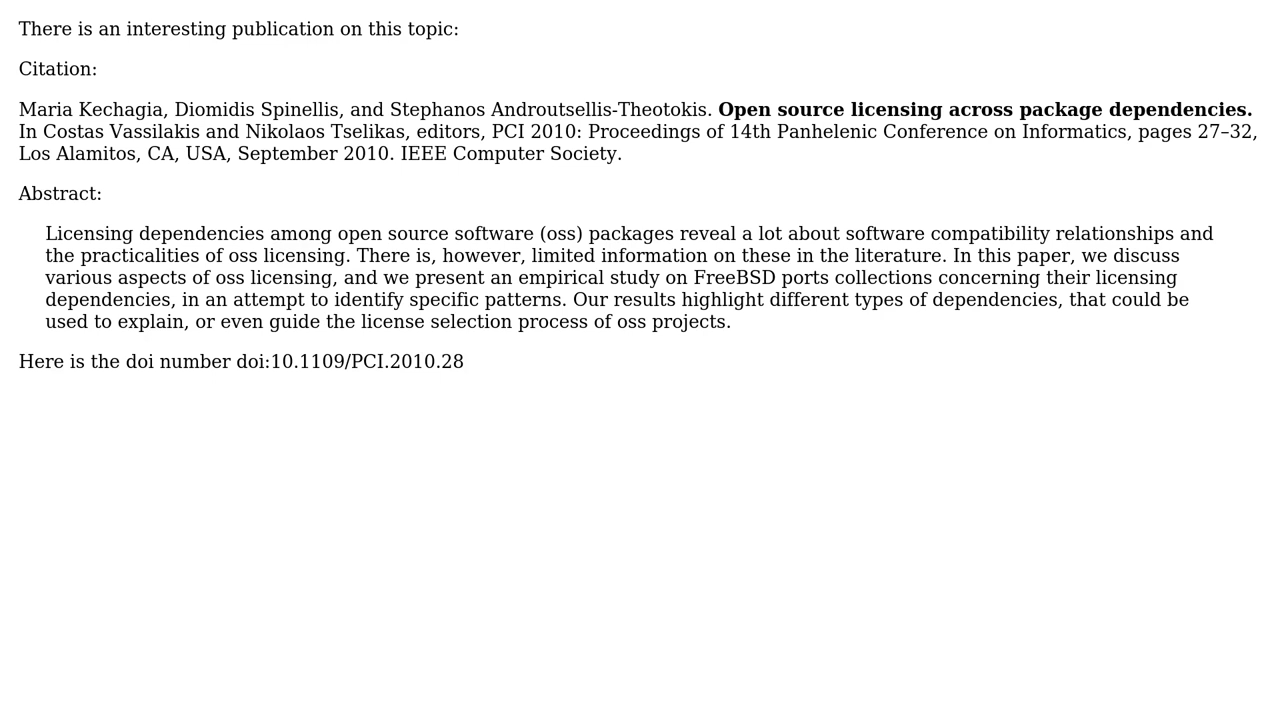 There is an interesting publication on this topic:
Citation:
Maria Kechagia, Diomidis Spinellis, and Stephanos Androutsellis-Theotokis. Open source licensing across package dependencies.
In Costas Vassilakis and Nikolaos Tselikas, editors, PCI 2010: Proceedings of 14th Panhelenic Conference on Informatics, pages 27–32,
Los Alamitos, CA, USA, September 2010. IEEE Computer Society.
Abstract:
Licensing dependencies among open source software (oss) packages reveal a lot about software compatibility relationships and
the practicalities of oss licensing. There is, however, limited information on these in the literature. In this paper, we discuss
various aspects of oss licensing, and we present an empirical study on FreeBSD ports collections concerning their licensing
dependencies, in an attempt to identify specific patterns. Our results highlight different types of dependencies, that could be
used to explain, or even guide the license selection process of oss projects.
Here is the doi number doi:10.1109/PCI.2010.28